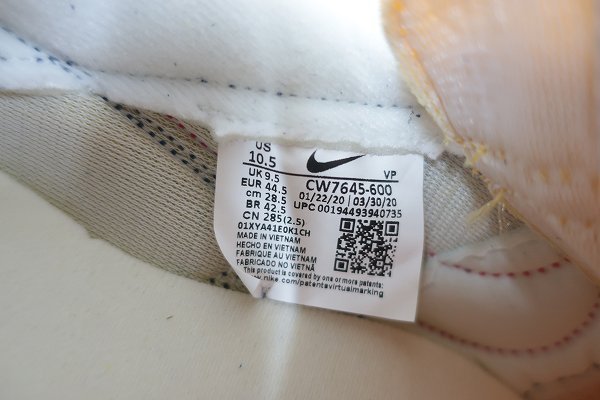 US
10.5
VP
UK 9.5
CW7645-600
EUR 44.5
01/22/20 | 03/30/20
cm 28.5
UPC 00194493940735
BR 42.5
CN 285(2.5)
01XYA41E0K1CH
MADE IN VIETNAM
HECHO EN VIETNAM
FABRIQUE AU VIETNAM
FABRICADO NO VIETNÃ
This product is covered by one or more patents:
nike.com/patentsvirtualmarking